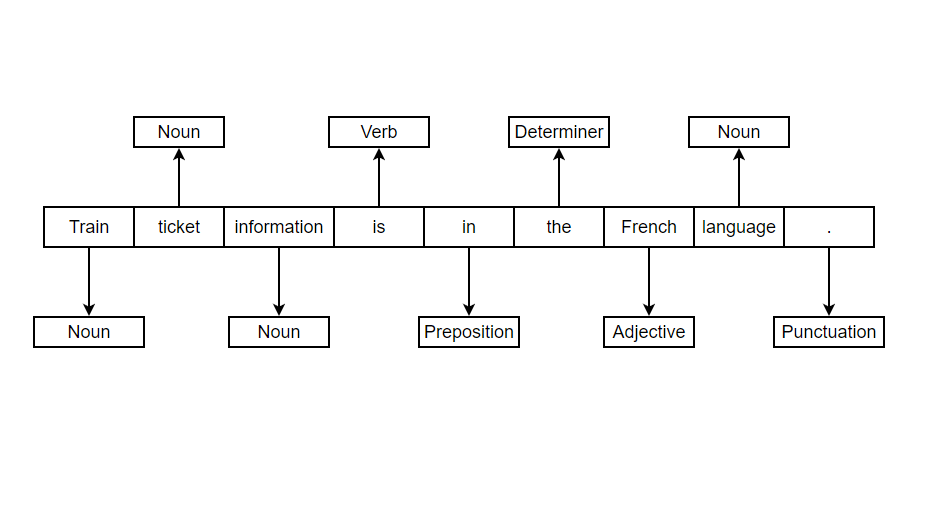 Noun Verb Determiner Noun
Train ticket information is in the French language .
Noun Noun Preposition Adjective Punctuation